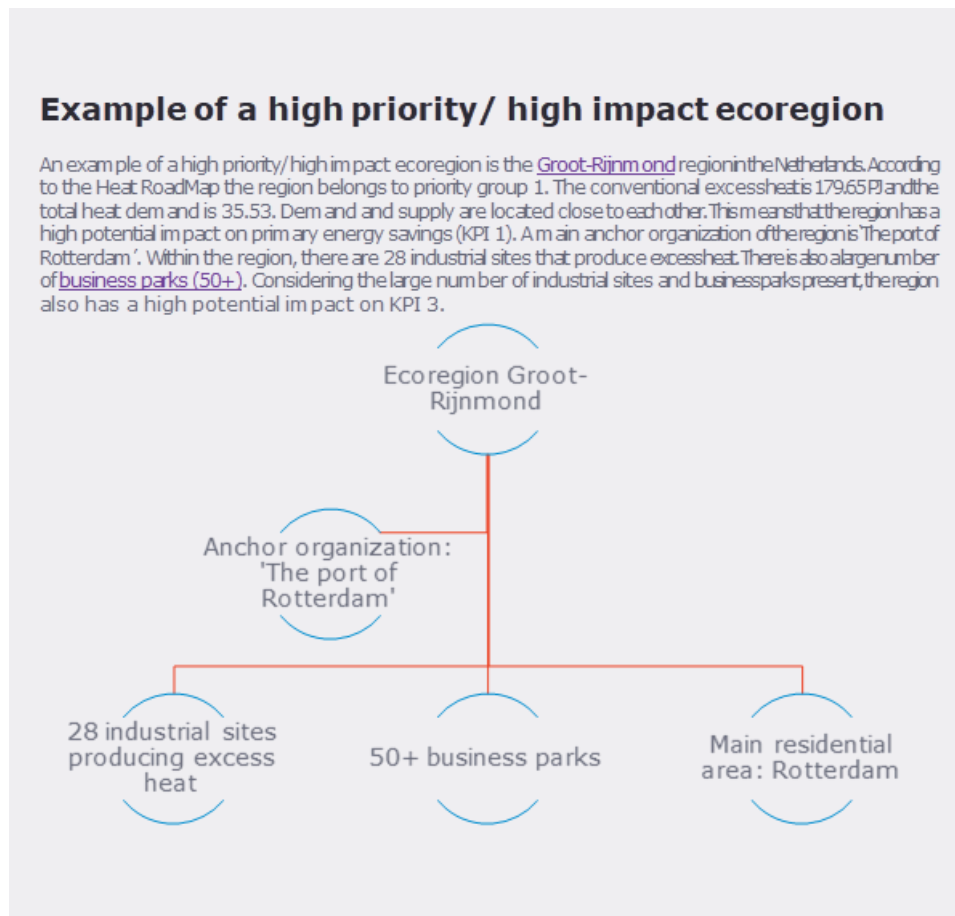 Example of a high priority/ high impact ecoregion
An example of a high priority/high impact ecoregion is the Groot-Rijnmond region in the Netherlands. According
to the Heat RoadMap the region belongs to priority group 1. The conventional excess heat is 179.65 PJ and the
total heat demand is 35.53. Demand and supply are located close to each other. This means that the region has a
high potential impact on primary energy savings (KPI 1). A main anchor organization of the region is 'The port of
Rotterdam'. Within the region, there are 28 industrial sites that produce excess heat. There is also a large number
of business parks (50+). Considering the large number of industrial sites and business parks present, the region
also has a high potential impact on KPI 3.
Ecoregion Groot-
Rijnmond
Anchor organization:
'The port of
Rotterdam'
28 industrial sites
producing excess
heat
50+ business parks
Main residential
area: Rotterdam